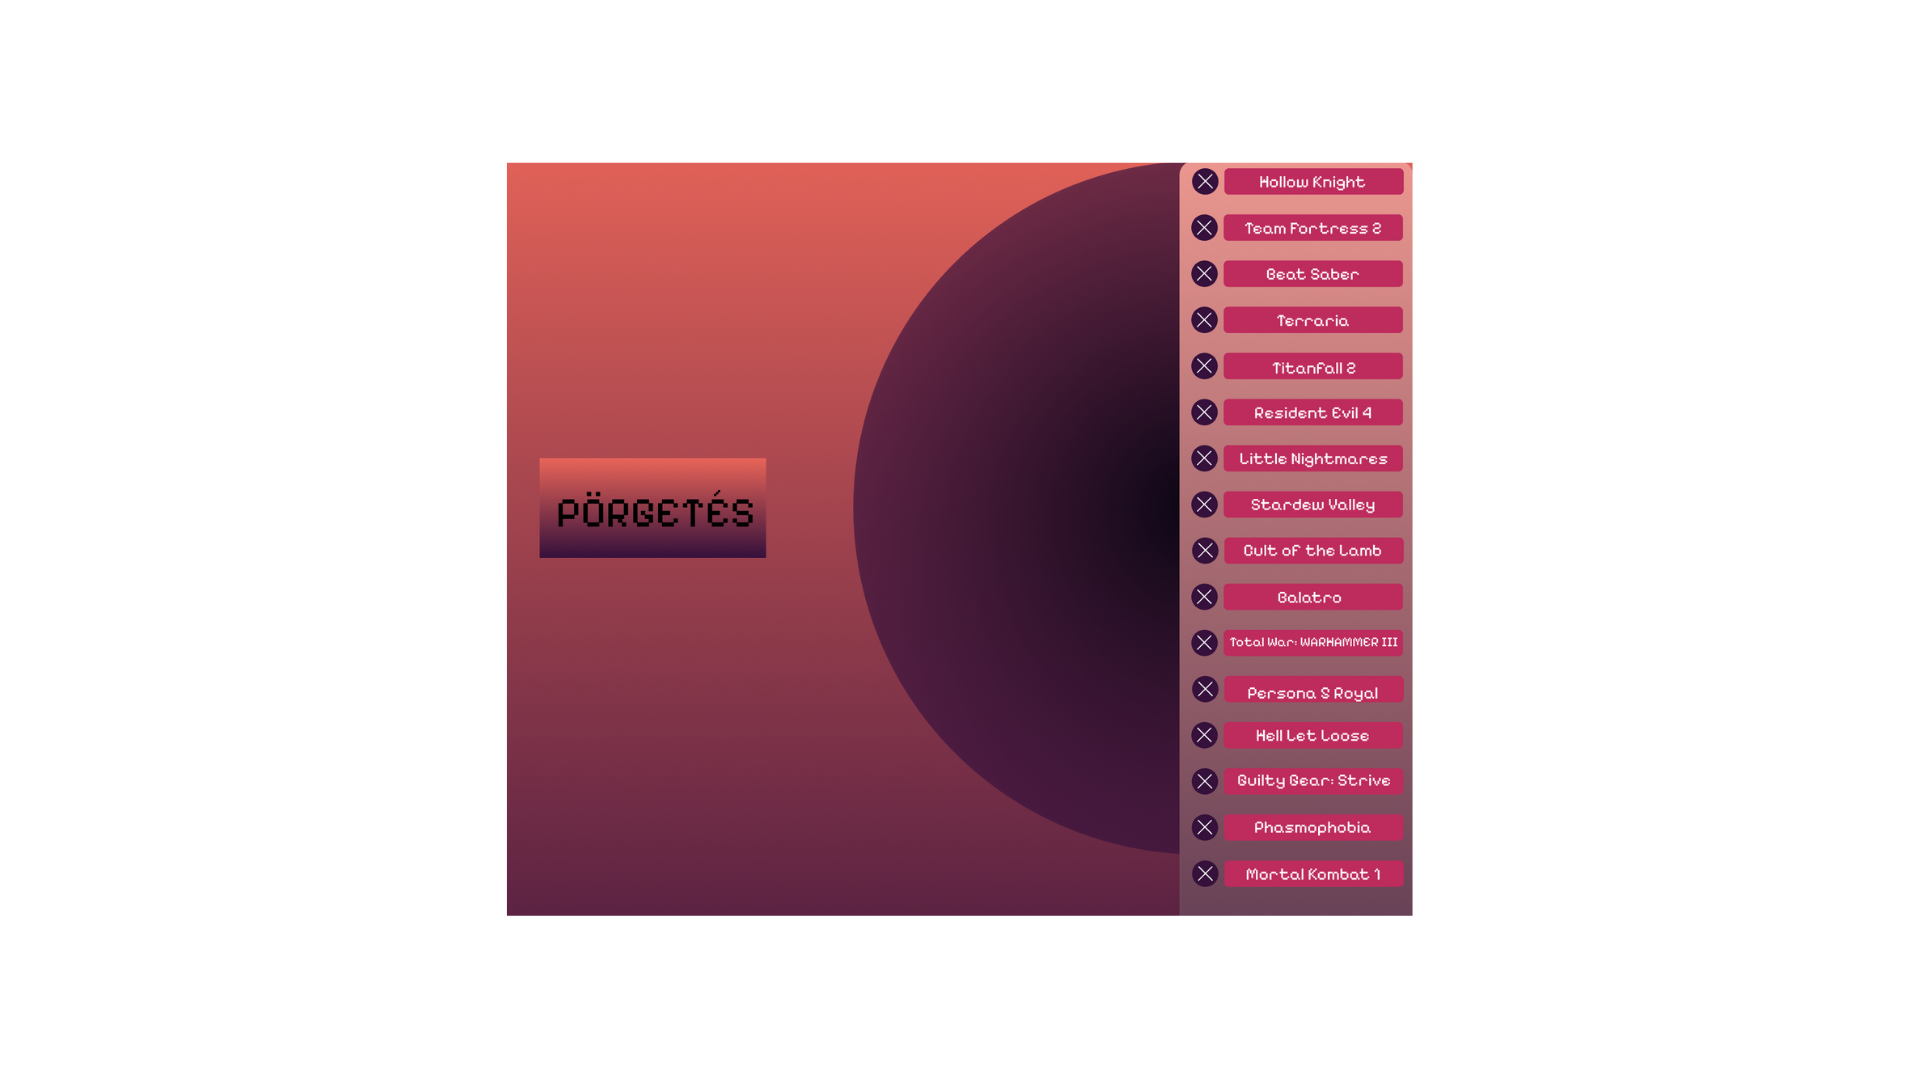 PÖRGETÉS
Hollow Knight
Team Fortress 2
Beat Saber
Terraria
Titanfall 2
Resident Evil 4
Little Nightmares
Stardew Valley
Cult of the Lamb
Balatro
Total War: WARHAMMER III
Persona 5 Royal
Hell Let Loose
Guilty Gear: Strive
Phasmophobia
Mortal Kombat 1